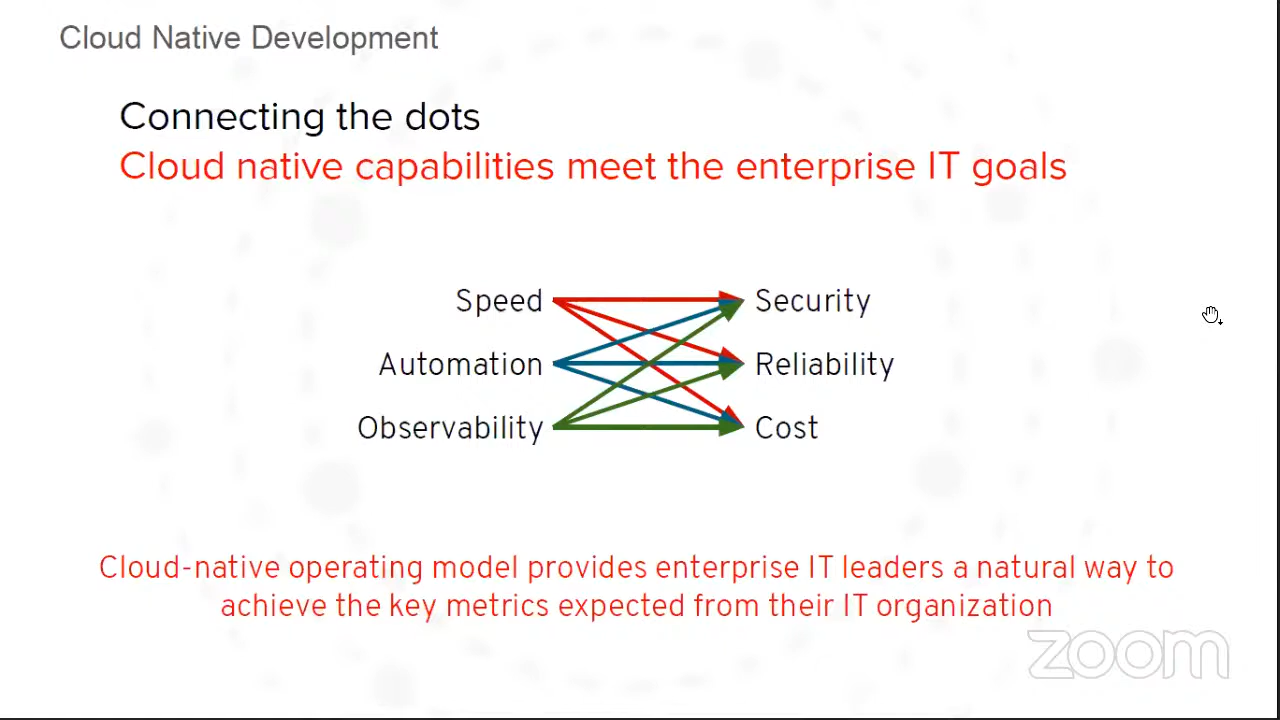 Cloud Native Development
Connecting the dots
Cloud native capabilities meet the enterprise IT goals
Speed
Security
Automation
Reliability
Observability
Cost
Cloud-native operating model provides enterprise IT leaders a natural way to
achieve the key metrics expected from their IT organization
zoom